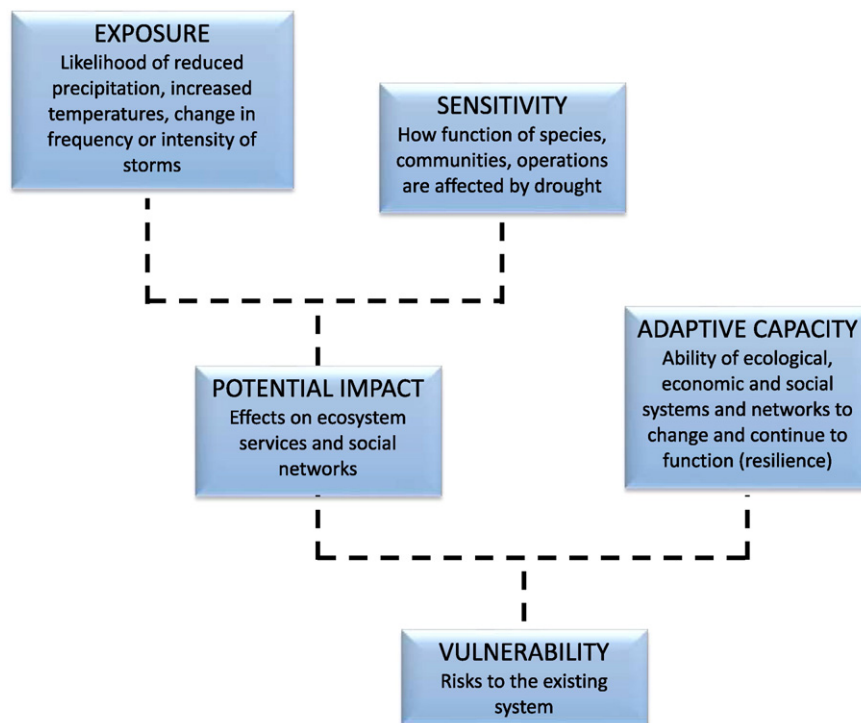 EXPOSURE
Likelihood of reduced
precipitation, increased
temperatures, change in
frequency or intensity of
storms
SENSITIVITY
How function of species,
communities, operations
are affected by drought
POTENTIAL IMPACT
Effects on ecosystem
services and social
networks
ADAPTIVE CAPACITY
Ability of ecological,
economic and social
systems and networks to
change and continue to
function (resilience)
VULNERABILITY
Risks to the existing
system